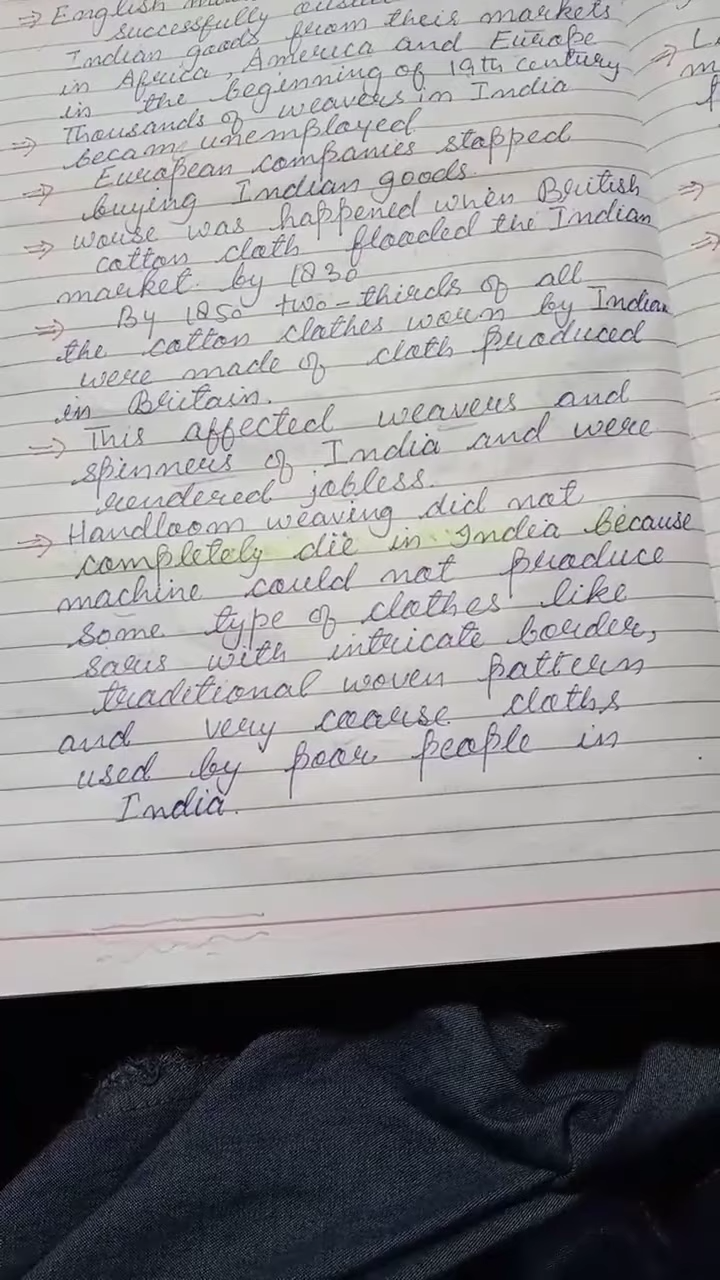 ⇒ English
successfully
Indian goods from their markets
in Africa, America and Europe
in the beginning of 19th century
⇒ Thousands of weavers in India
becam unemployed
⇒ European companies stopped
buying Indian goods.
⇒ worse was happened when British
cotton cloth flooded the Indian
market by 1830
⇒ By 1850 two-thirds of all
the cotton clothes worn by Indian
were made of cloth produced
in Britain.
⇒ This affected weavers and
spinners of India and were
rendered jobless.
⇒ Handloom weaving did not
completely die in India because
machine could not produce
some type of clothes like
saris with intricate border,
traditional woven pattern
and very coarse cloths
used by poor people in
India.